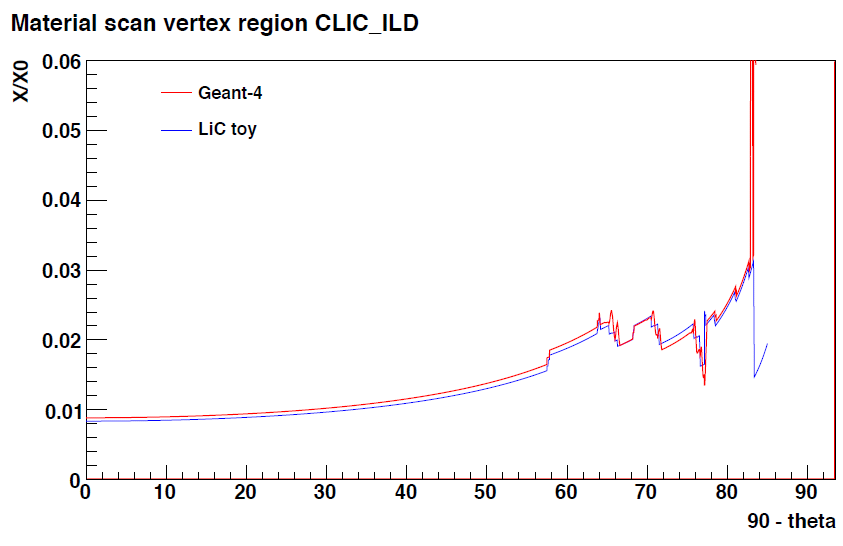 Material scan vertex region CLIC_ILD
X/X0
0.06
0.05
0.04
0.03
0.02
0.01
0
Geant-4
LiC toy
0 10 20 30 40 50 60 70 80 90
90 - theta